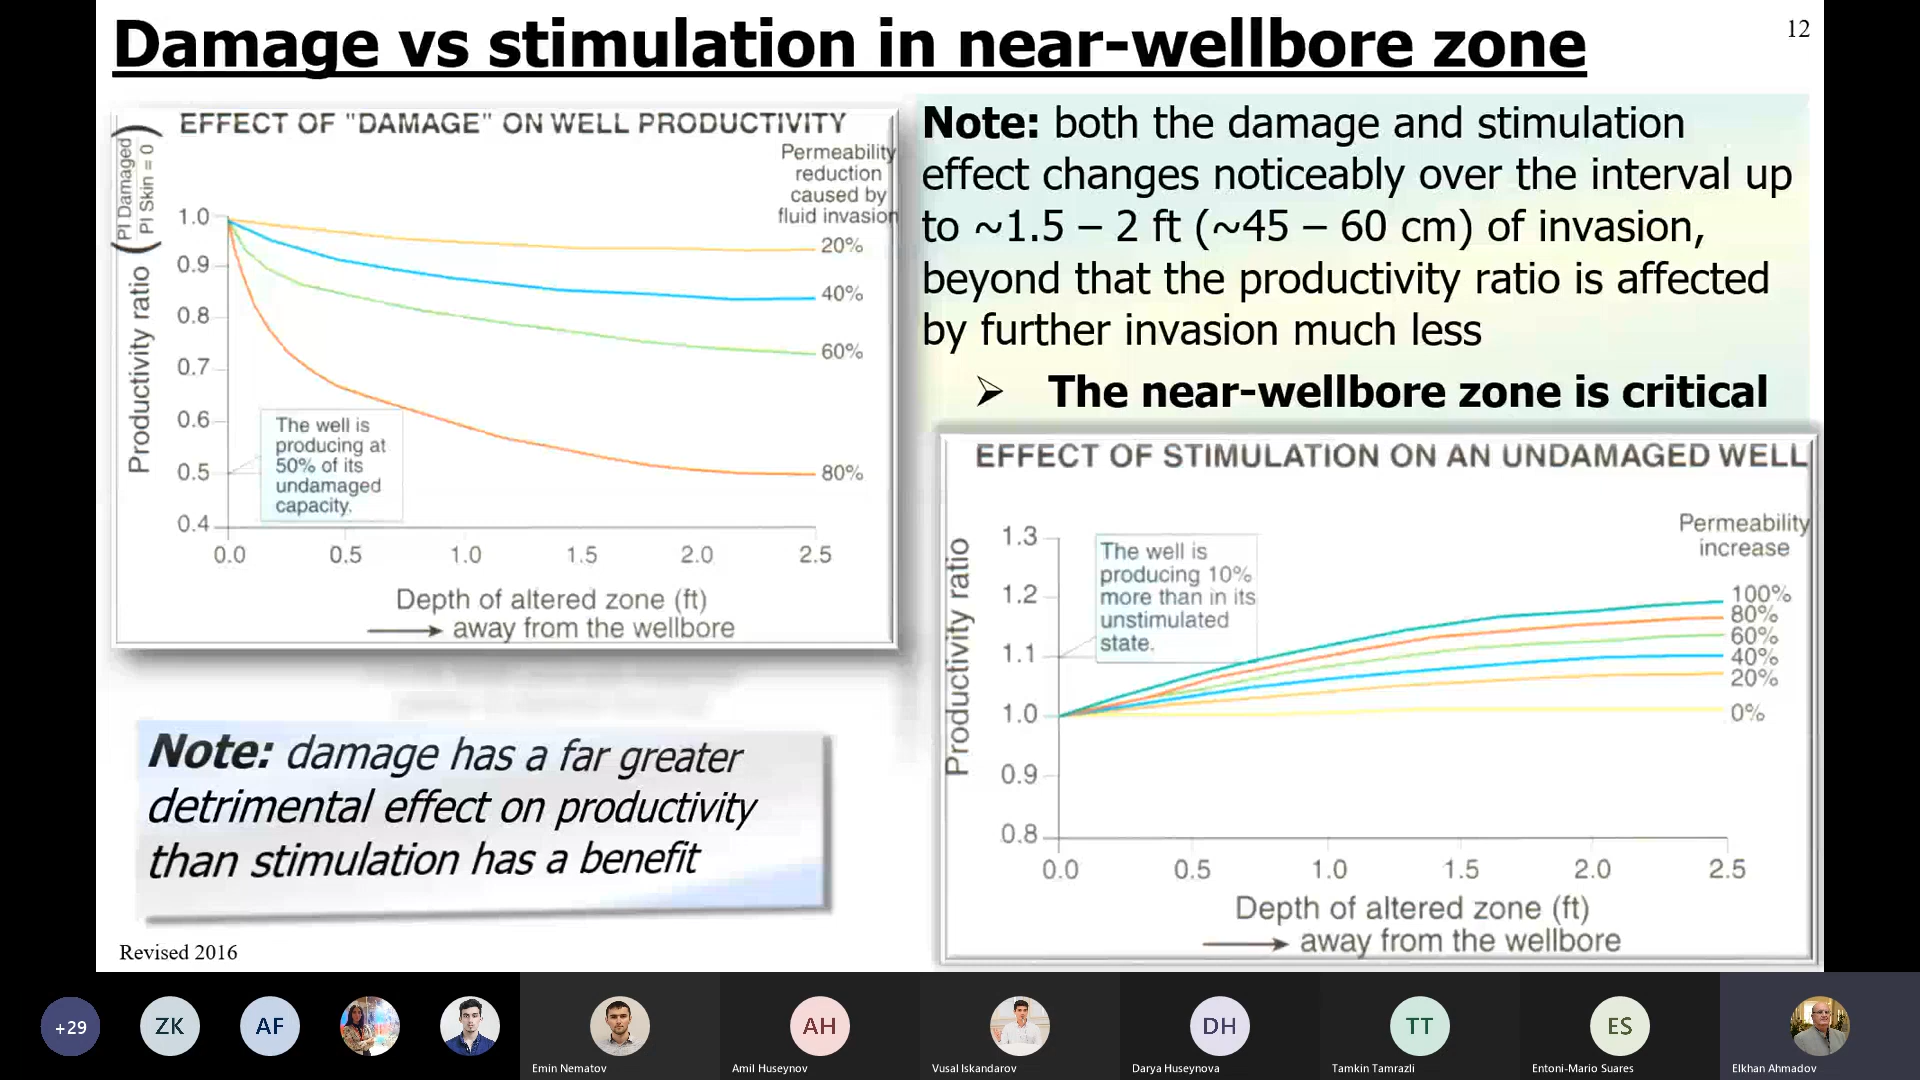 Damage vs stimulation in near-wellbore zone
12
EFFECT OF "DAMAGE" ON WELL PRODUCTIVITY
Productivity ratio (PI Damaged
PI Skin = 0)
Permeability
reduction
caused by
fluid invasion
1.0
0.9
0.8
0.7
0.6
0.5
0.4
20%
40%
60%
80%
The well is
producing at
50% of its
undamaged
capacity.
0.0 0.5 1.0 1.5 2.0 2.5
Depth of altered zone (ft)
away from the wellbore
Note: both the damage and stimulation
effect changes noticeably over the interval up
to ~1.5 – 2 ft (~45 – 60 cm) of invasion,
beyond that the productivity ratio is affected
by further invasion much less
➢ The near-wellbore zone is critical
EFFECT OF STIMULATION ON AN UNDAMAGED WELL
Productivity ratio
Permeability
increase
1.3
1.2
1.1
1.0
0.9
0.8
The well is
producing 10%
more than in its
unstimulated
state.
100%
80%
60%
40%
20%
0%
0.0 0.5 1.0 1.5 2.0 2.5
Depth of altered zone (ft)
away from the wellbore
Note: damage has a far greater
detrimental effect on productivity
than stimulation has a benefit
Revised 2016
+29
ZK
AF
Emin Nematov
AH
Amil Huseynov
Vusal Iskandarov
DH
Darya Huseynova
TT
Tamkin Tamrazli
ES
Entoni-Mario Suares
Elkhan Ahmadov